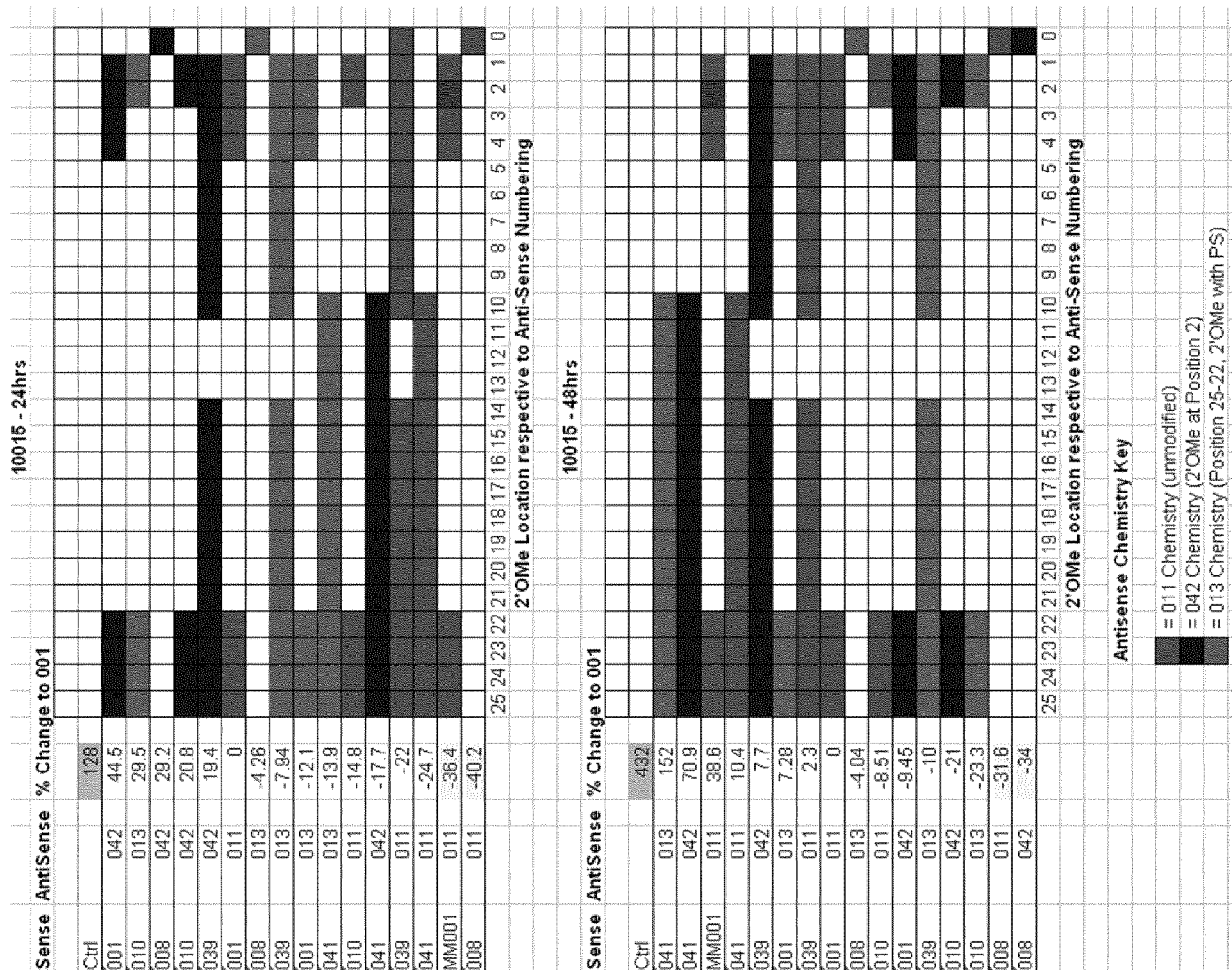 10015 - 24hrs
Sense AntiSense % Change to 001
Ctrl 128
001 042 44.5
010 013 29.5
008 042 29.2
010 042 20.8
039 042 19.4
001 011 0
008 013 -4.26
039 013 -7.94
001 013 -12.1
041 013 -13.9
010 011 -14.8
041 042 -17.7
039 011 -22
041 011 -24.7
MM001 011 -36.4
008 011 -40.2
25 24 23 22 21 20 19 18 17 16 15 14 13 12 11 10 9 8 7 6 5 4 3 2 1 0
2'OMe Location respective to Anti-Sense Numbering
10015 - 48hrs
Sense AntiSense % Change to 001
Ctrl 432
041 013 152
041 042 70.9
MM001 011 38.6
041 011 10.4
039 042 7.7
001 013 7.28
039 011 2.3
001 011 0
008 013 -4.04
010 011 -8.51
001 042 -9.45
039 013 -10
010 042 -21
010 013 -23.3
008 011 -31.6
008 042 -34
25 24 23 22 21 20 19 18 17 16 15 14 13 12 11 10 9 8 7 6 5 4 3 2 1 0
2'OMe Location respective to Anti-Sense Numbering
Antisense Chemistry Key
= 011 Chemistry (unmodified)
= 042 Chemistry (2'OMe at Position 2)
= 013 Chemistry (Position 25-22, 2'OMe with PS)